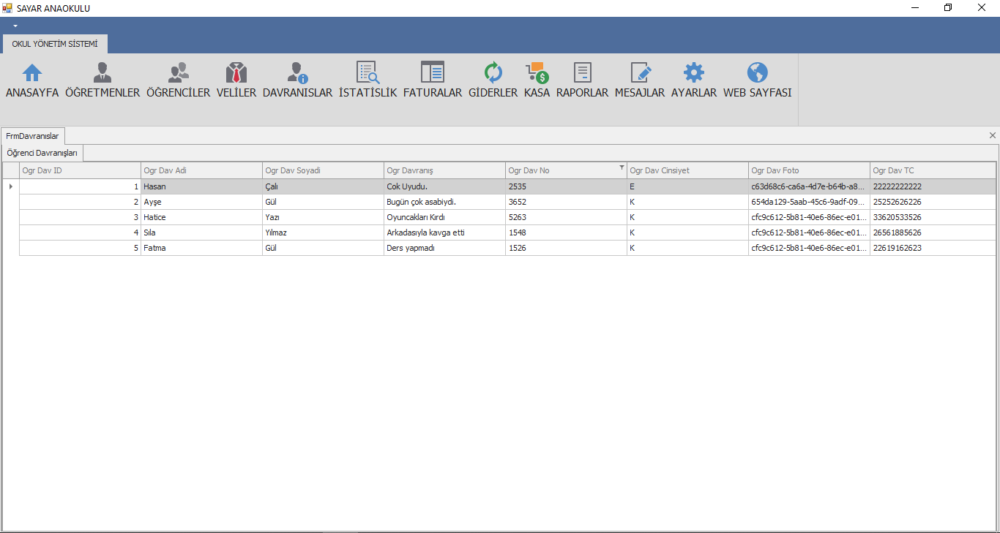 SAYAR ANAOKULU
OKUL YÖNETİM SİSTEMİ
ANASAYFA ÖĞRETMENLER ÖĞRENCİLER VELİLER DAVRANISLAR İSTATİSLİK FATURALAR GİDERLER KASA RAPORLAR MESAJLAR AYARLAR WEB SAYFASI
FrmDavranıslar
Öğrenci Davranışları
Ogr Dav ID Ogr Dav Adi Ogr Dav Soyadi Ogr Davranış Ogr Dav No Ogr Dav Cinsiyet Ogr Dav Foto Ogr Dav TC
1 Hasan Çalı Cok Uyudu. 2535 E c63d68c6-ca6a-4d7e-b64b-a8... 22222222222
2 Ayşe Gül Bugün çok asabiydi. 3652 K 654da129-5aab-45c6-9adf-09... 25252626226
3 Hatice Yazı Oyuncakları Kırdı 5263 K cfc9c612-5b81-40e6-86ec-e01... 33620533526
4 Sıla Yılmaz Arkadasıyla kavga etti 1548 K cfc9c612-5b81-40e6-86ec-e01... 26561885626
5 Fatma Gül Ders yapmadı 1526 K cfc9c612-5b81-40e6-86ec-e01... 22619162623